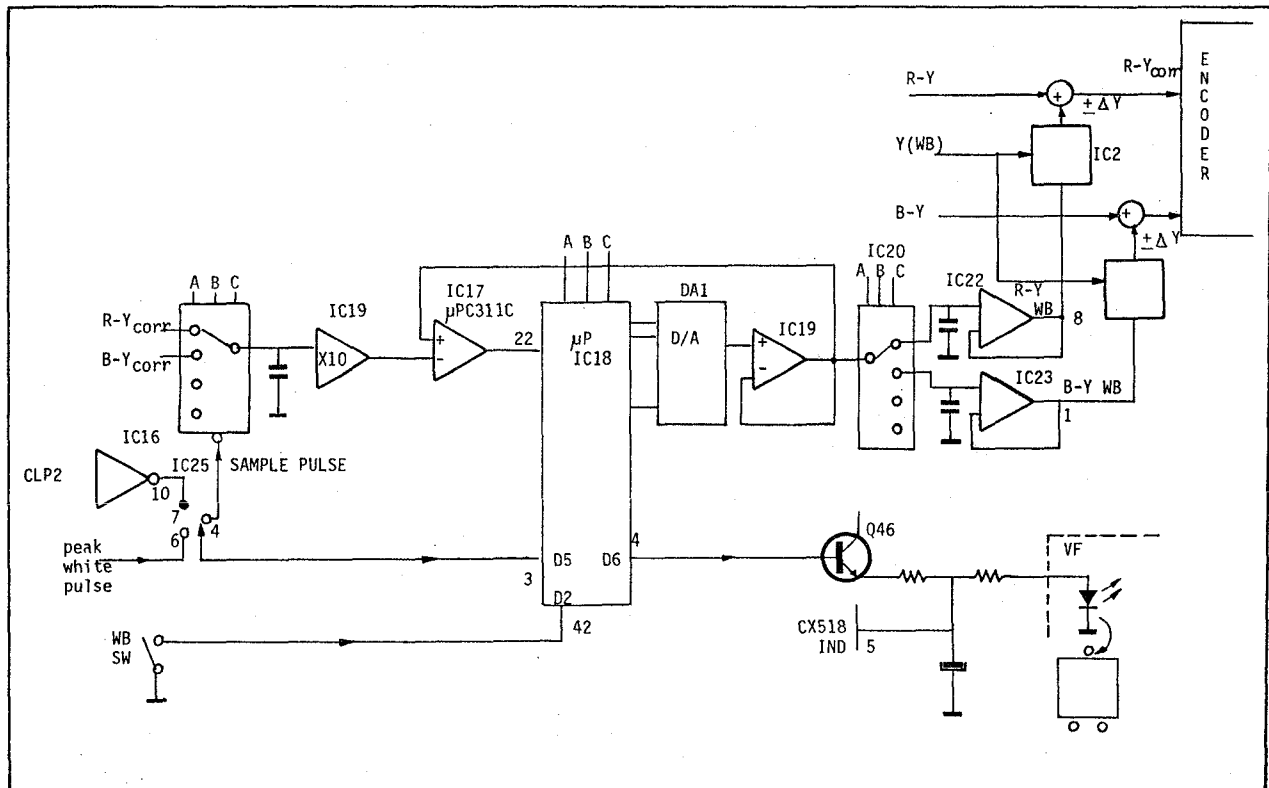 R-Y
R-Ycorr
± ΔY
Y(WB)
IC2
ENCODER
B-Y
± ΔY
A B C
A B C
IC20
A B C
IC22
R-Y
WB
8
R-Ycorr
B-Ycorr
IC19
X10
IC17
µPC311C
+
-
22
µP
IC18
DA1
D/A
IC19
+
-
IC23
B-Y WB
1
IC16
CLP2
10
IC25
SAMPLE PULSE
7
6
4
peak
white
pulse
D5
3
D6
4
D2
42
WB
SW
Q46
CX518
IND
5
VF